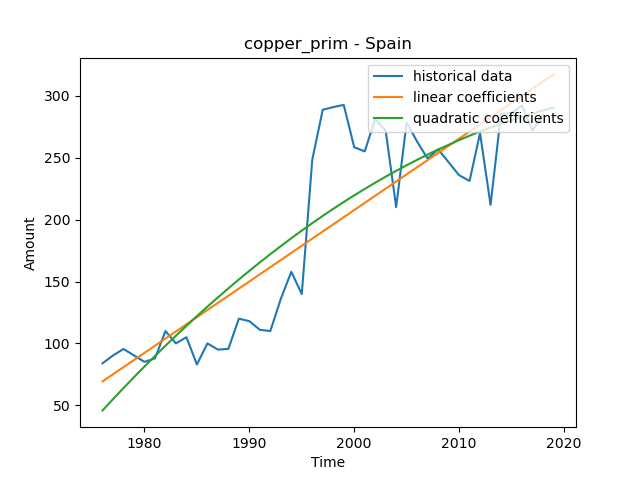 copper_prim - Spain
historical data
linear coefficients
quadratic coefficients
300
250
200
150
100
50
Amount
1980
1990
2000
2010
2020
Time